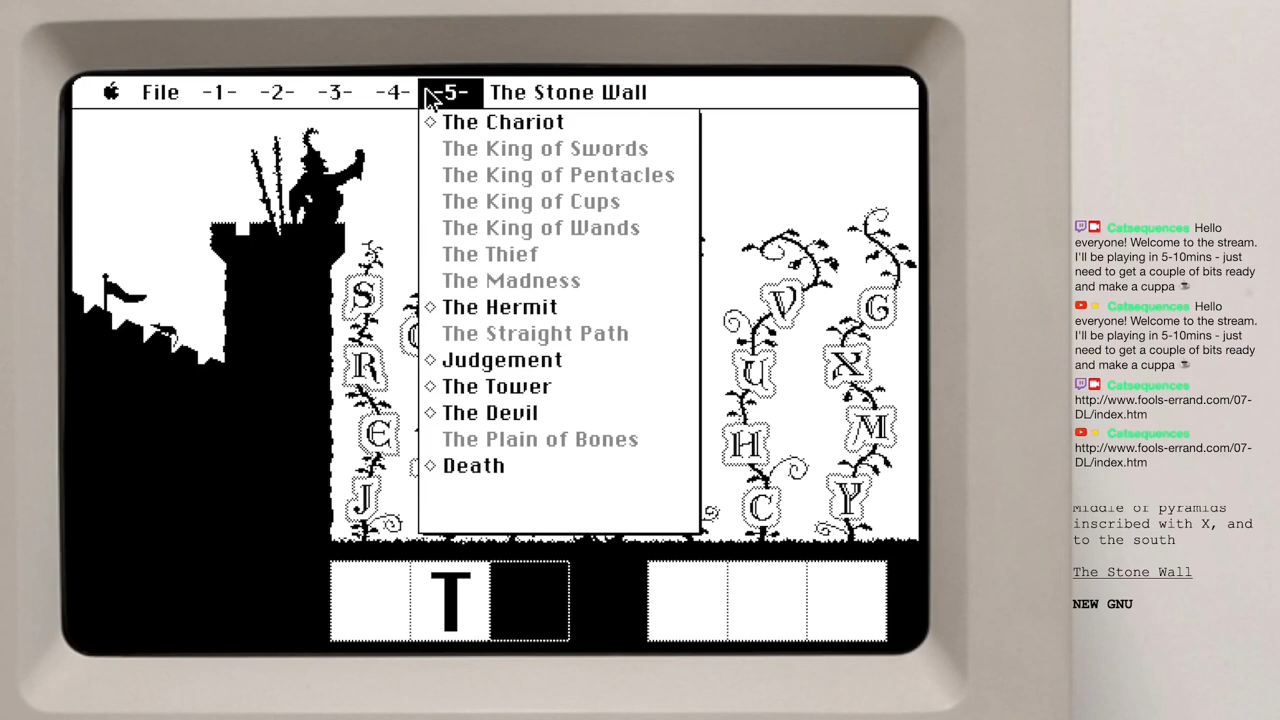 File -1- -2- -3- -4- -5- The Stone Wall
The Chariot
The King of Swords
The King of Pentacles
The King of Cups
The King of Wands
The Thief
The Madness
The Hermit
The Straight Path
Judgement
The Tower
The Devil
The Plain of Bones
Death
S
R
E
J
V
U
H
C
G
X
M
Y
T
Catsequences Hello
everyone! Welcome to the stream.
I'll be playing in 5-10mins - just
need to get a couple of bits ready
and make a cuppa ☕
Catsequences Hello
everyone! Welcome to the stream.
I'll be playing in 5-10mins - just
need to get a couple of bits ready
and make a cuppa ☕
Catsequences
http://www.fools-errand.com/07-
DL/index.htm
Catsequences
http://www.fools-errand.com/07-
DL/index.htm
Middle of pyramids
inscribed with X, and
to the south
The Stone Wall
NEW GNU